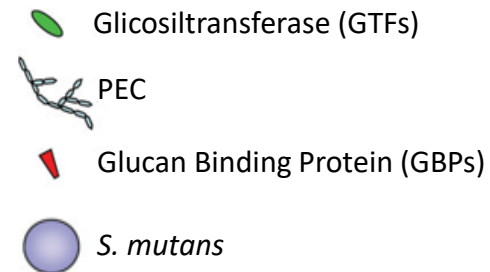 Glicosiltransferase (GTFs)
PEC
Glucan Binding Protein (GBPs)
S. mutans